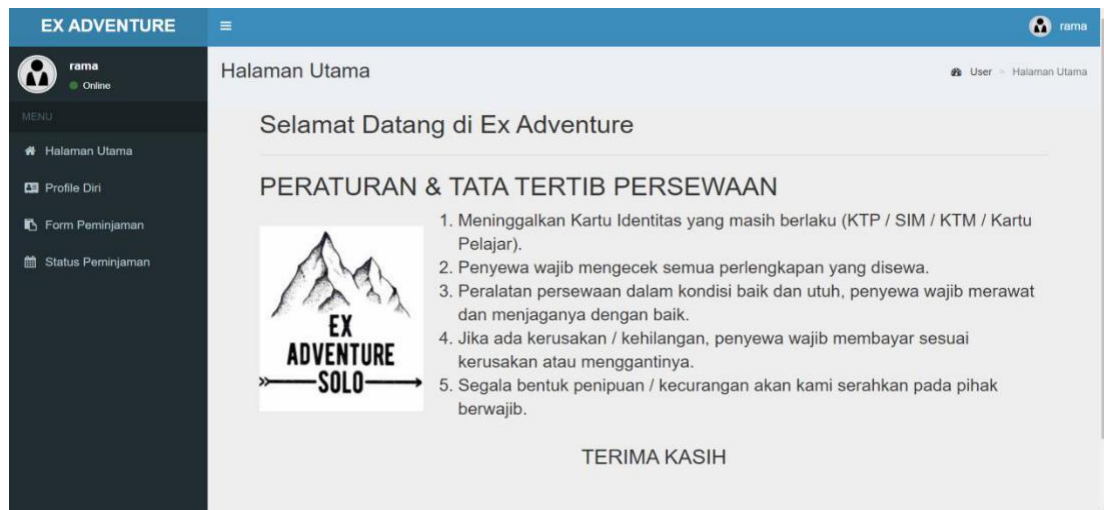 EX ADVENTURE
rama
rama
Online
MENU
Halaman Utama
Profile Diri
Form Peminjaman
Status Peminjaman
Halaman Utama
User > Halaman Utama
Selamat Datang di Ex Adventure
PERATURAN & TATA TERTIB PERSEWAAN
EX
ADVENTURE
SOLO
1. Meninggalkan Kartu Identitas yang masih berlaku (KTP / SIM / KTM / Kartu
Pelajar).
2. Penyewa wajib mengecek semua perlengkapan yang disewa.
3. Peralatan persewaan dalam kondisi baik dan utuh, penyewa wajib merawat
dan menjaganya dengan baik.
4. Jika ada kerusakan / kehilangan, penyewa wajib membayar sesuai
kerusakan atau menggantinya.
5. Segala bentuk penipuan / kecurangan akan kami serahkan pada pihak
berwajib.
TERIMA KASIH